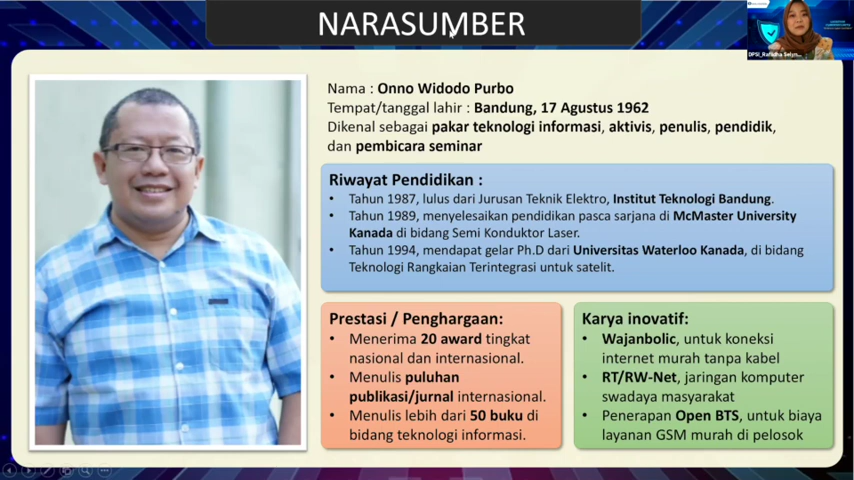 NARASUMBER
DPSI_Rafidha Selyn...
Nama : Onno Widodo Purbo
Tempat/tanggal lahir : Bandung, 17 Agustus 1962
Dikenal sebagai pakar teknologi informasi, aktivis, penulis, pendidik,
dan pembicara seminar
Riwayat Pendidikan :
• Tahun 1987, lulus dari Jurusan Teknik Elektro, Institut Teknologi Bandung.
• Tahun 1989, menyelesaikan pendidikan pasca sarjana di McMaster University
Kanada di bidang Semi Konduktor Laser.
• Tahun 1994, mendapat gelar Ph.D dari Universitas Waterloo Kanada, di bidang
Teknologi Rangkaian Terintegrasi untuk satelit.
Prestasi / Penghargaan:
• Menerima 20 award tingkat
nasional dan internasional.
• Menulis puluhan
publikasi/jurnal internasional.
• Menulis lebih dari 50 buku di
bidang teknologi informasi.
Karya inovatif:
• Wajanbolic, untuk koneksi
internet murah tanpa kabel
• RT/RW-Net, jaringan komputer
swadaya masyarakat
• Penerapan Open BTS, untuk biaya
layanan GSM murah di pelosok